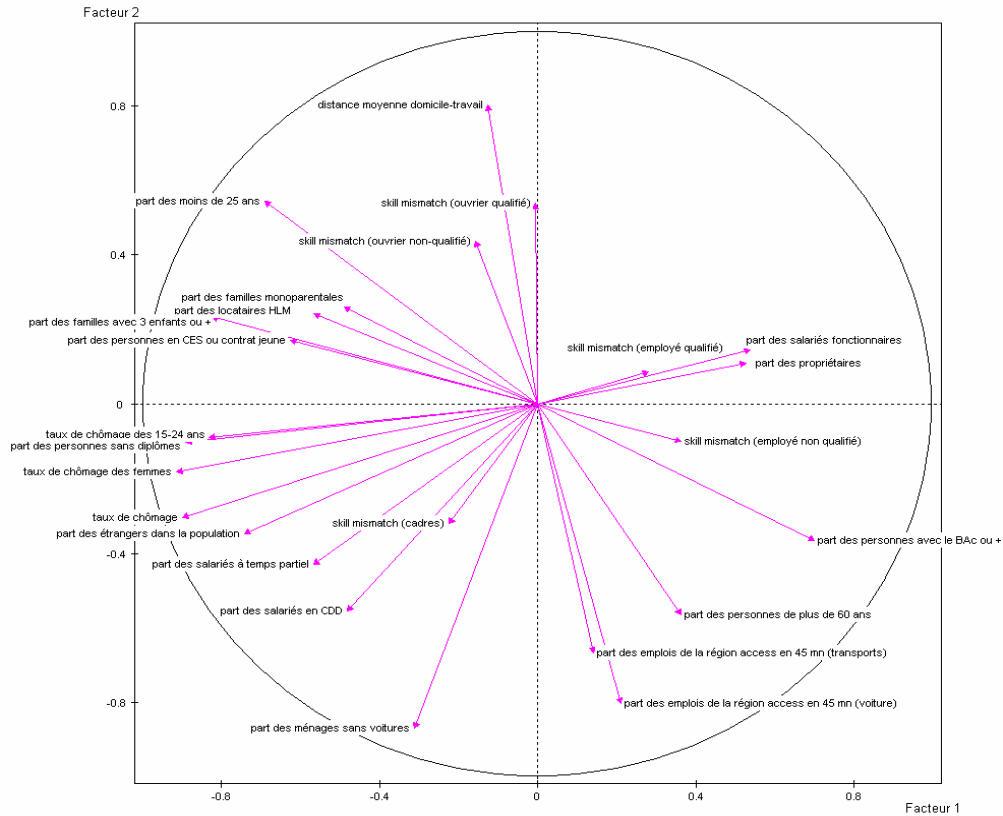 Facteur 2
0.8
distance moyenne domicile-travail
part des moins de 25 ans
skill mismatch (ouvrier qualifié)
skill mismatch (ouvrier non-qualifié)
0.4
part des familles monoparentales
part des locataires HLM
part des familles avec 3 enfants ou +
part des personnes en CES ou contrat jeune
skill mismatch (employé qualifié)
part des salariés fonctionnaires
part des propriétaires
0
taux de chômage des 15-24 ans
part des personnes sans diplômes
skill mismatch (employé non qualifié)
taux de chômage des femmes
taux de chômage
skill mismatch (cadres)
part des étrangers dans la population
-0.4
part des personnes avec le BAc ou +
part des salariés à temps partiel
part des salariés en CDD
part des personnes de plus de 60 ans
part des emplois de la région access en 45 mn (transports)
-0.8
part des emplois de la région access en 45 mn (voiture)
part des ménages sans voitures
-0.8
-0.4
0
0.4
0.8
Facteur 1